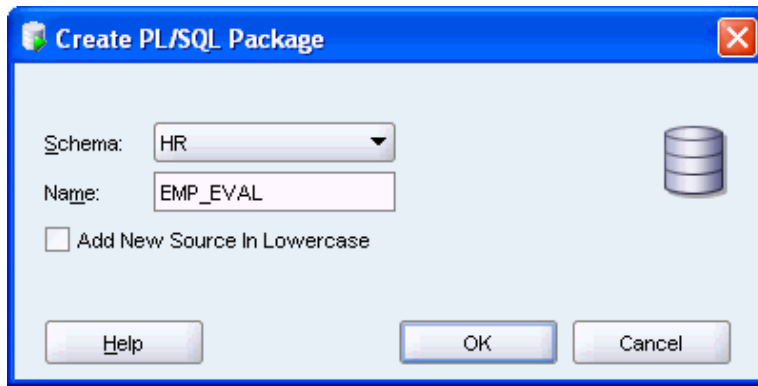 Create PL/SQL Package
Schema: HR
Name: EMP_EVAL
Add New Source In Lowercase
Help OK Cancel